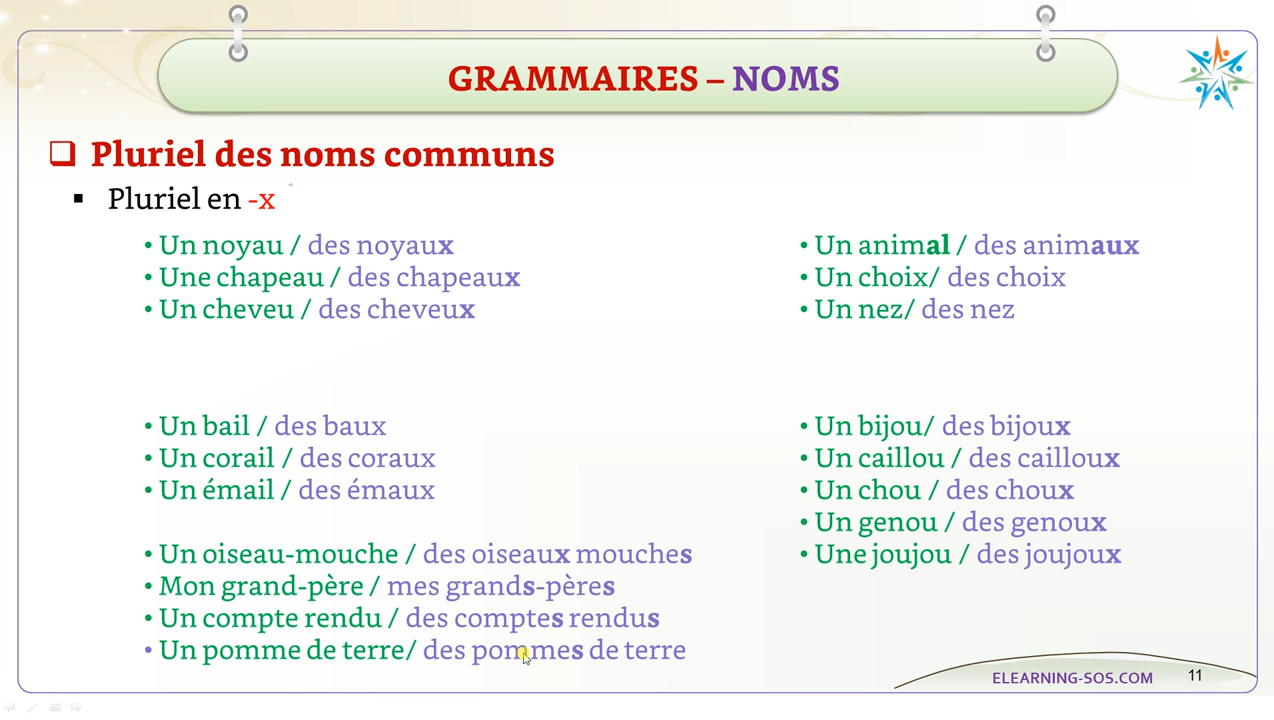 GRAMMAIRES – NOMS
Pluriel des noms communs
Pluriel en -x
• Un noyau / des noyaux
• Une chapeau / des chapeaux
• Un cheveu / des cheveux
• Un animal / des animaux
• Un choix/ des choix
• Un nez/ des nez
• Un bail / des baux
• Un corail / des coraux
• Un émail / des émaux
• Un oiseau-mouche / des oiseaux mouches
• Mon grand-père / mes grands-pères
• Un compte rendu / des comptes rendus
• Un pomme de terre/ des pommes de terre
• Un bijou/ des bijoux
• Un caillou / des cailloux
• Un chou / des choux
• Un genou / des genoux
• Une joujou / des joujoux
ELEARNING-SOS.COM
11